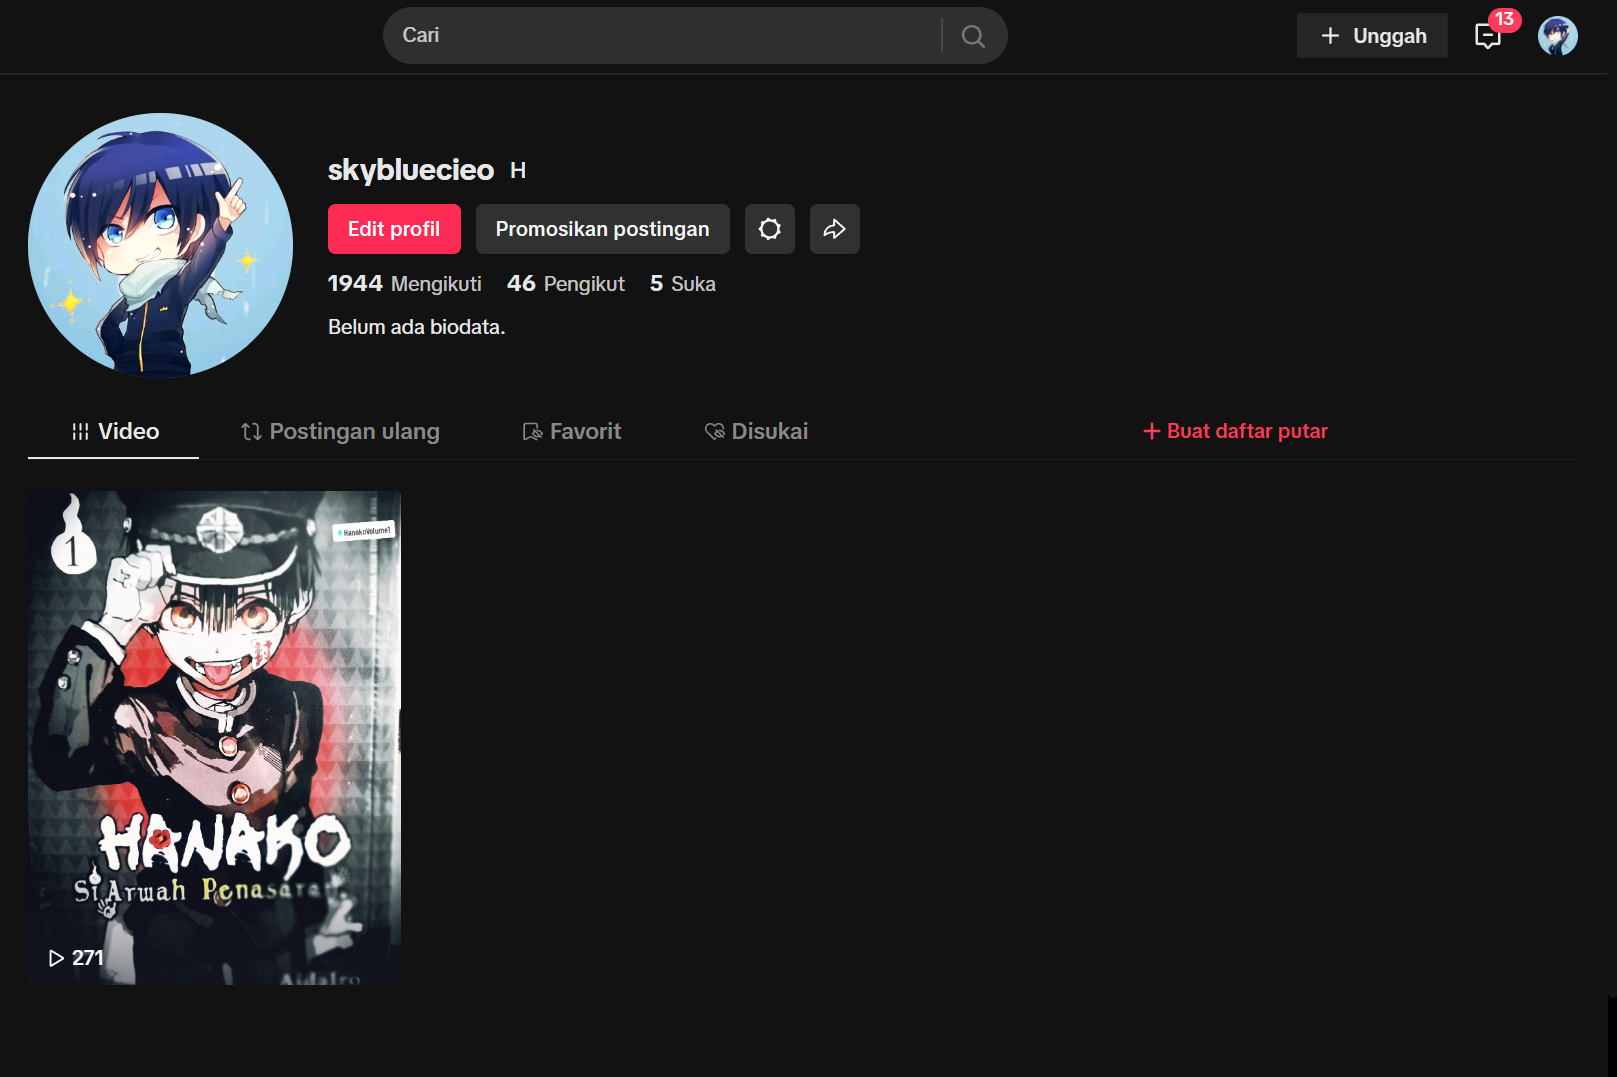 Cari
Unggah
13
skybluecieo H
Edit profil
Promosikan postingan
1944 Mengikuti 46 Pengikut 5 Suka
Belum ada biodata.
Video
Postingan ulang
Favorit
Disukai
Buat daftar putar
1
#HanakoVolume1
封
HANAKO
Si Arwah Penasaran
271
AidaIro